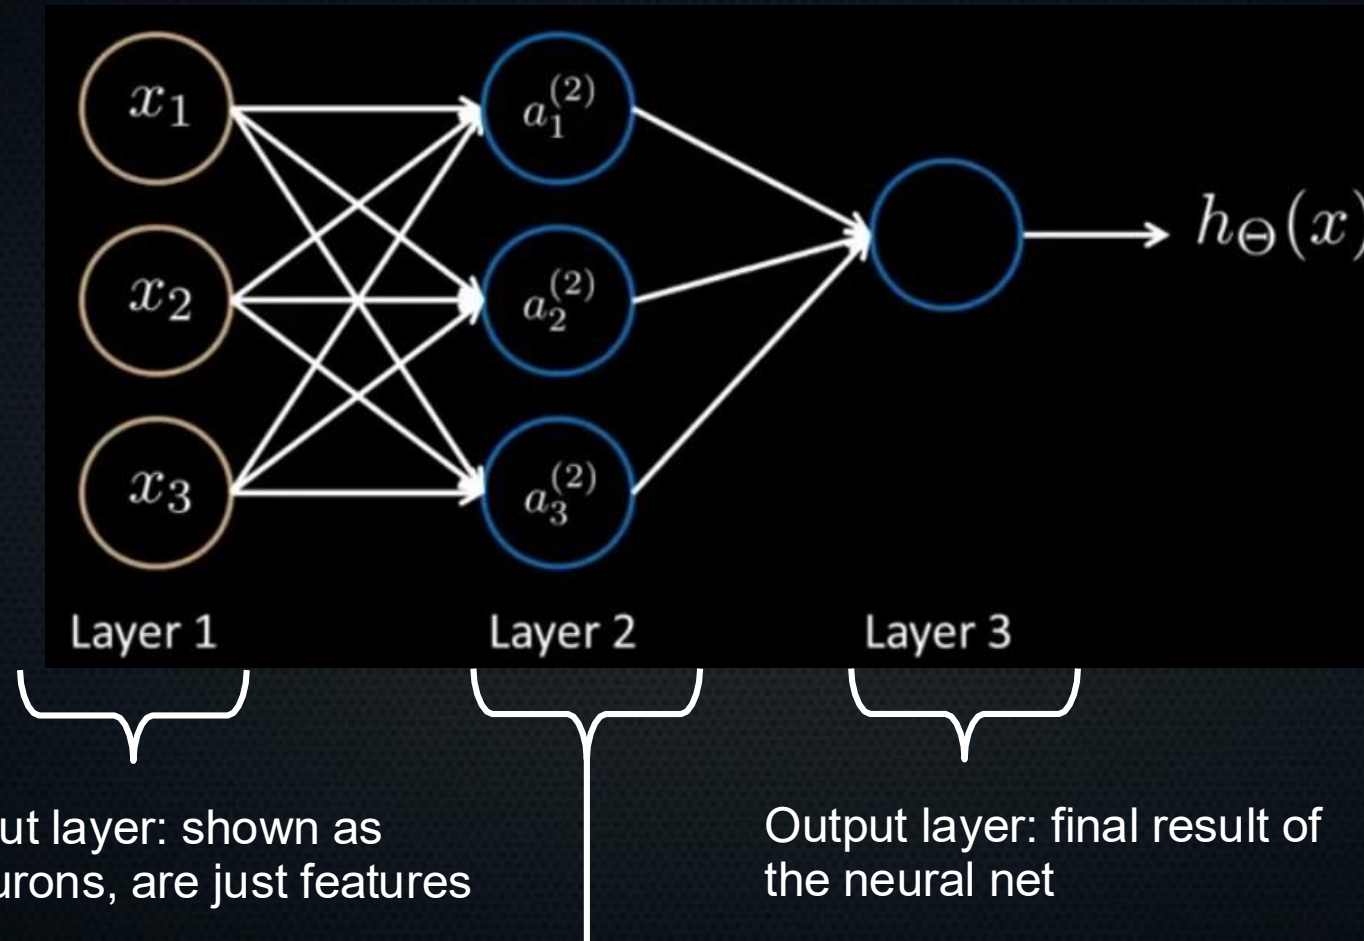 x₁ a₁⁽²⁾
x₂ a₂⁽²⁾ h_Θ(x)
x₃ a₃⁽²⁾
Layer 1 Layer 2 Layer 3
ut layer: shown as
urons, are just features
Output layer: final result of
the neural net